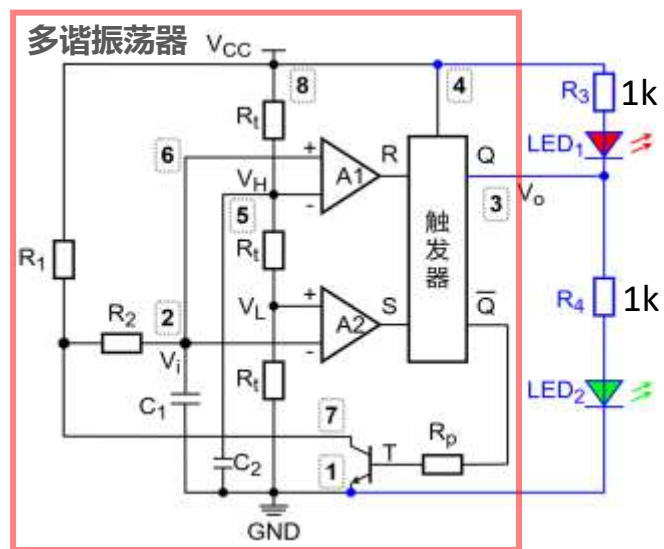 多谐振荡器
VCC
8
4
R3 1k
Rt
LED1
6
+
A1
R
Q
VH
-
3
Vo
5
触发器
R1
Rt
R4 1k
R2
2
VL
+
A2
S
Q̅
Vi
-
Rt
LED2
C1
7
Rp
C2
1
T
GND